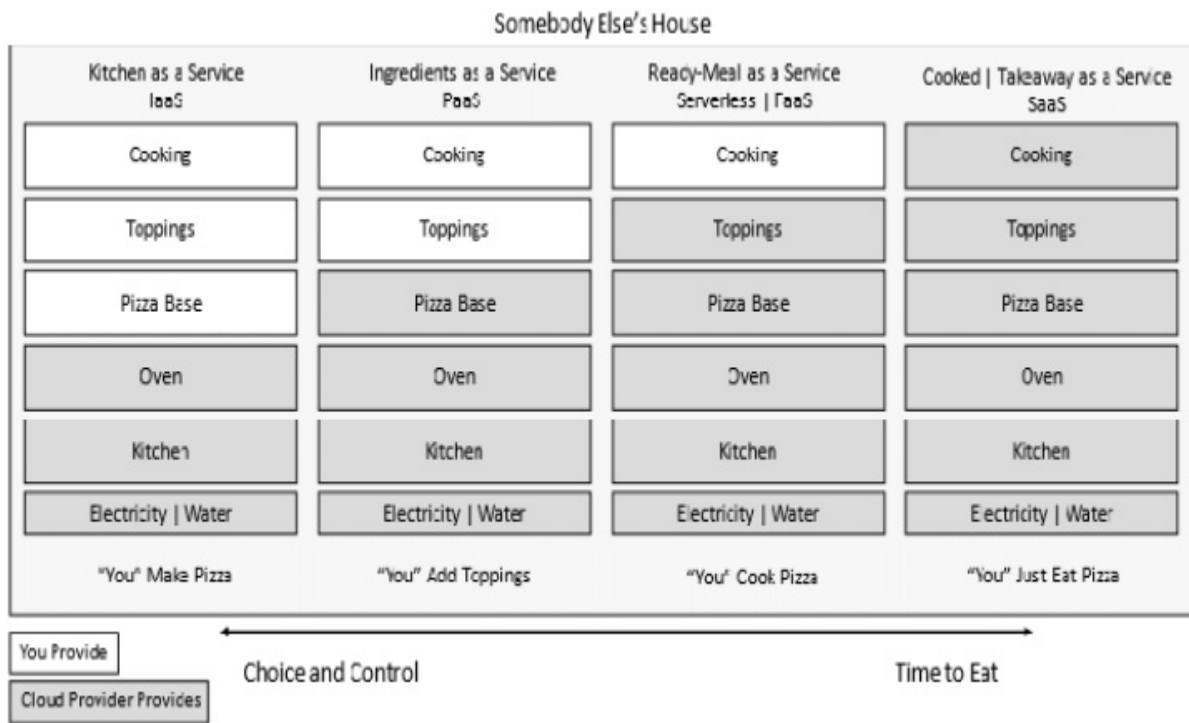 Somebody Else's House
Kitchen as a Service
IaaS
Cooking
Toppings
Pizza Base
Oven
Kitchen
Electricity | Water
"You" Make Pizza
Ingredients as a Service
PaaS
Cooking
Toppings
Pizza Base
Oven
Kitchen
Electricity | Water
"You" Add Toppings
Ready-Meal as a Service
Serverless | FaaS
Cooking
Toppings
Pizza Base
Oven
Kitchen
Electricity | Water
"You" Cook Pizza
Cooked | Takeaway as a Service
SaaS
Cooking
Toppings
Pizza Base
Oven
Kitchen
Electricity | Water
"You" Just Eat Pizza
You Provide
Cloud Provider Provides
Choice and Control
Time to Eat